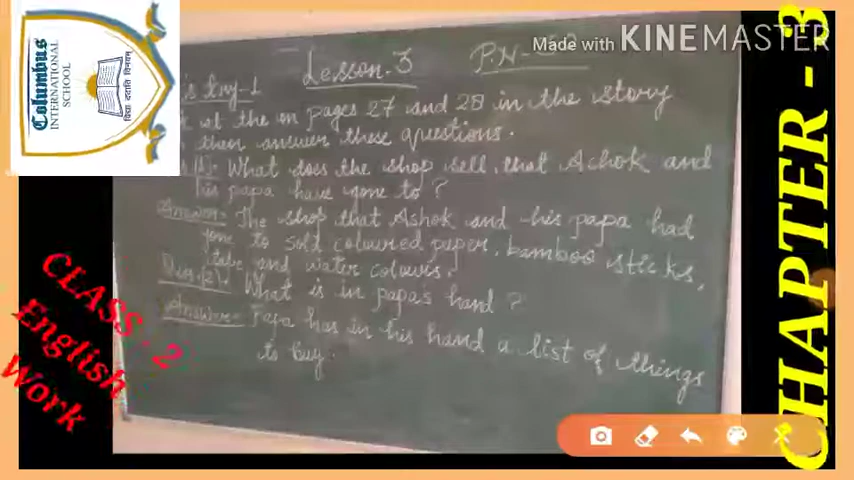 Columbus
INTERNATIONAL
SCHOOL
विद्या ददाति विनयम्
Made with KINEMASTER
Lesson-3 P.N-
's try-1
at the on pages 27 and 28 in the story
then answer these questions.
What does the shop sell, that Ashok and
his papa have gone to?
Answer:- The shop that Ashok and his papa had
gone to sold coloured paper, bamboo sticks,
and water colours.
Ques(2):- What is in papa's hand?
Answer:- Papa has in his hand a list of things
to buy.
CLASS - 2
English
Work
CHAPTER - 3